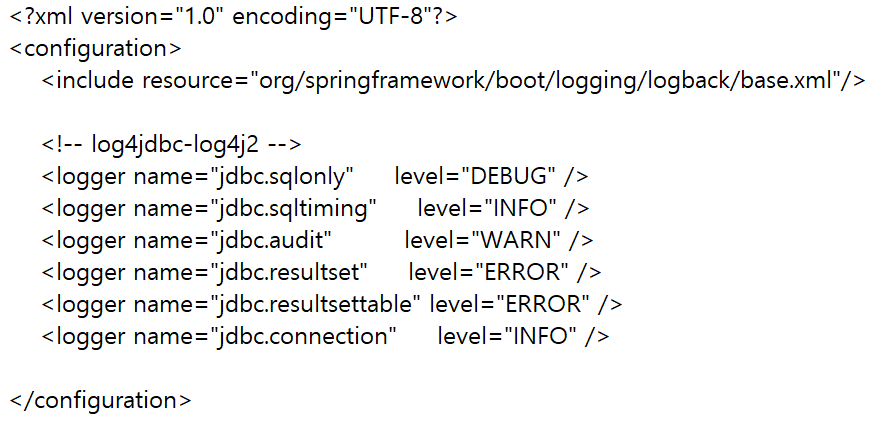 <?xml version="1.0" encoding="UTF-8"?>
<configuration>
<include resource="org/springframework/boot/logging/logback/base.xml"/>
<!-- log4jdbc-log4j2 -->
<logger name="jdbc.sqlonly" level="DEBUG" />
<logger name="jdbc.sqltiming" level="INFO" />
<logger name="jdbc.audit" level="WARN" />
<logger name="jdbc.resultset" level="ERROR" />
<logger name="jdbc.resultsettable" level="ERROR" />
<logger name="jdbc.connection" level="INFO" />
</configuration>